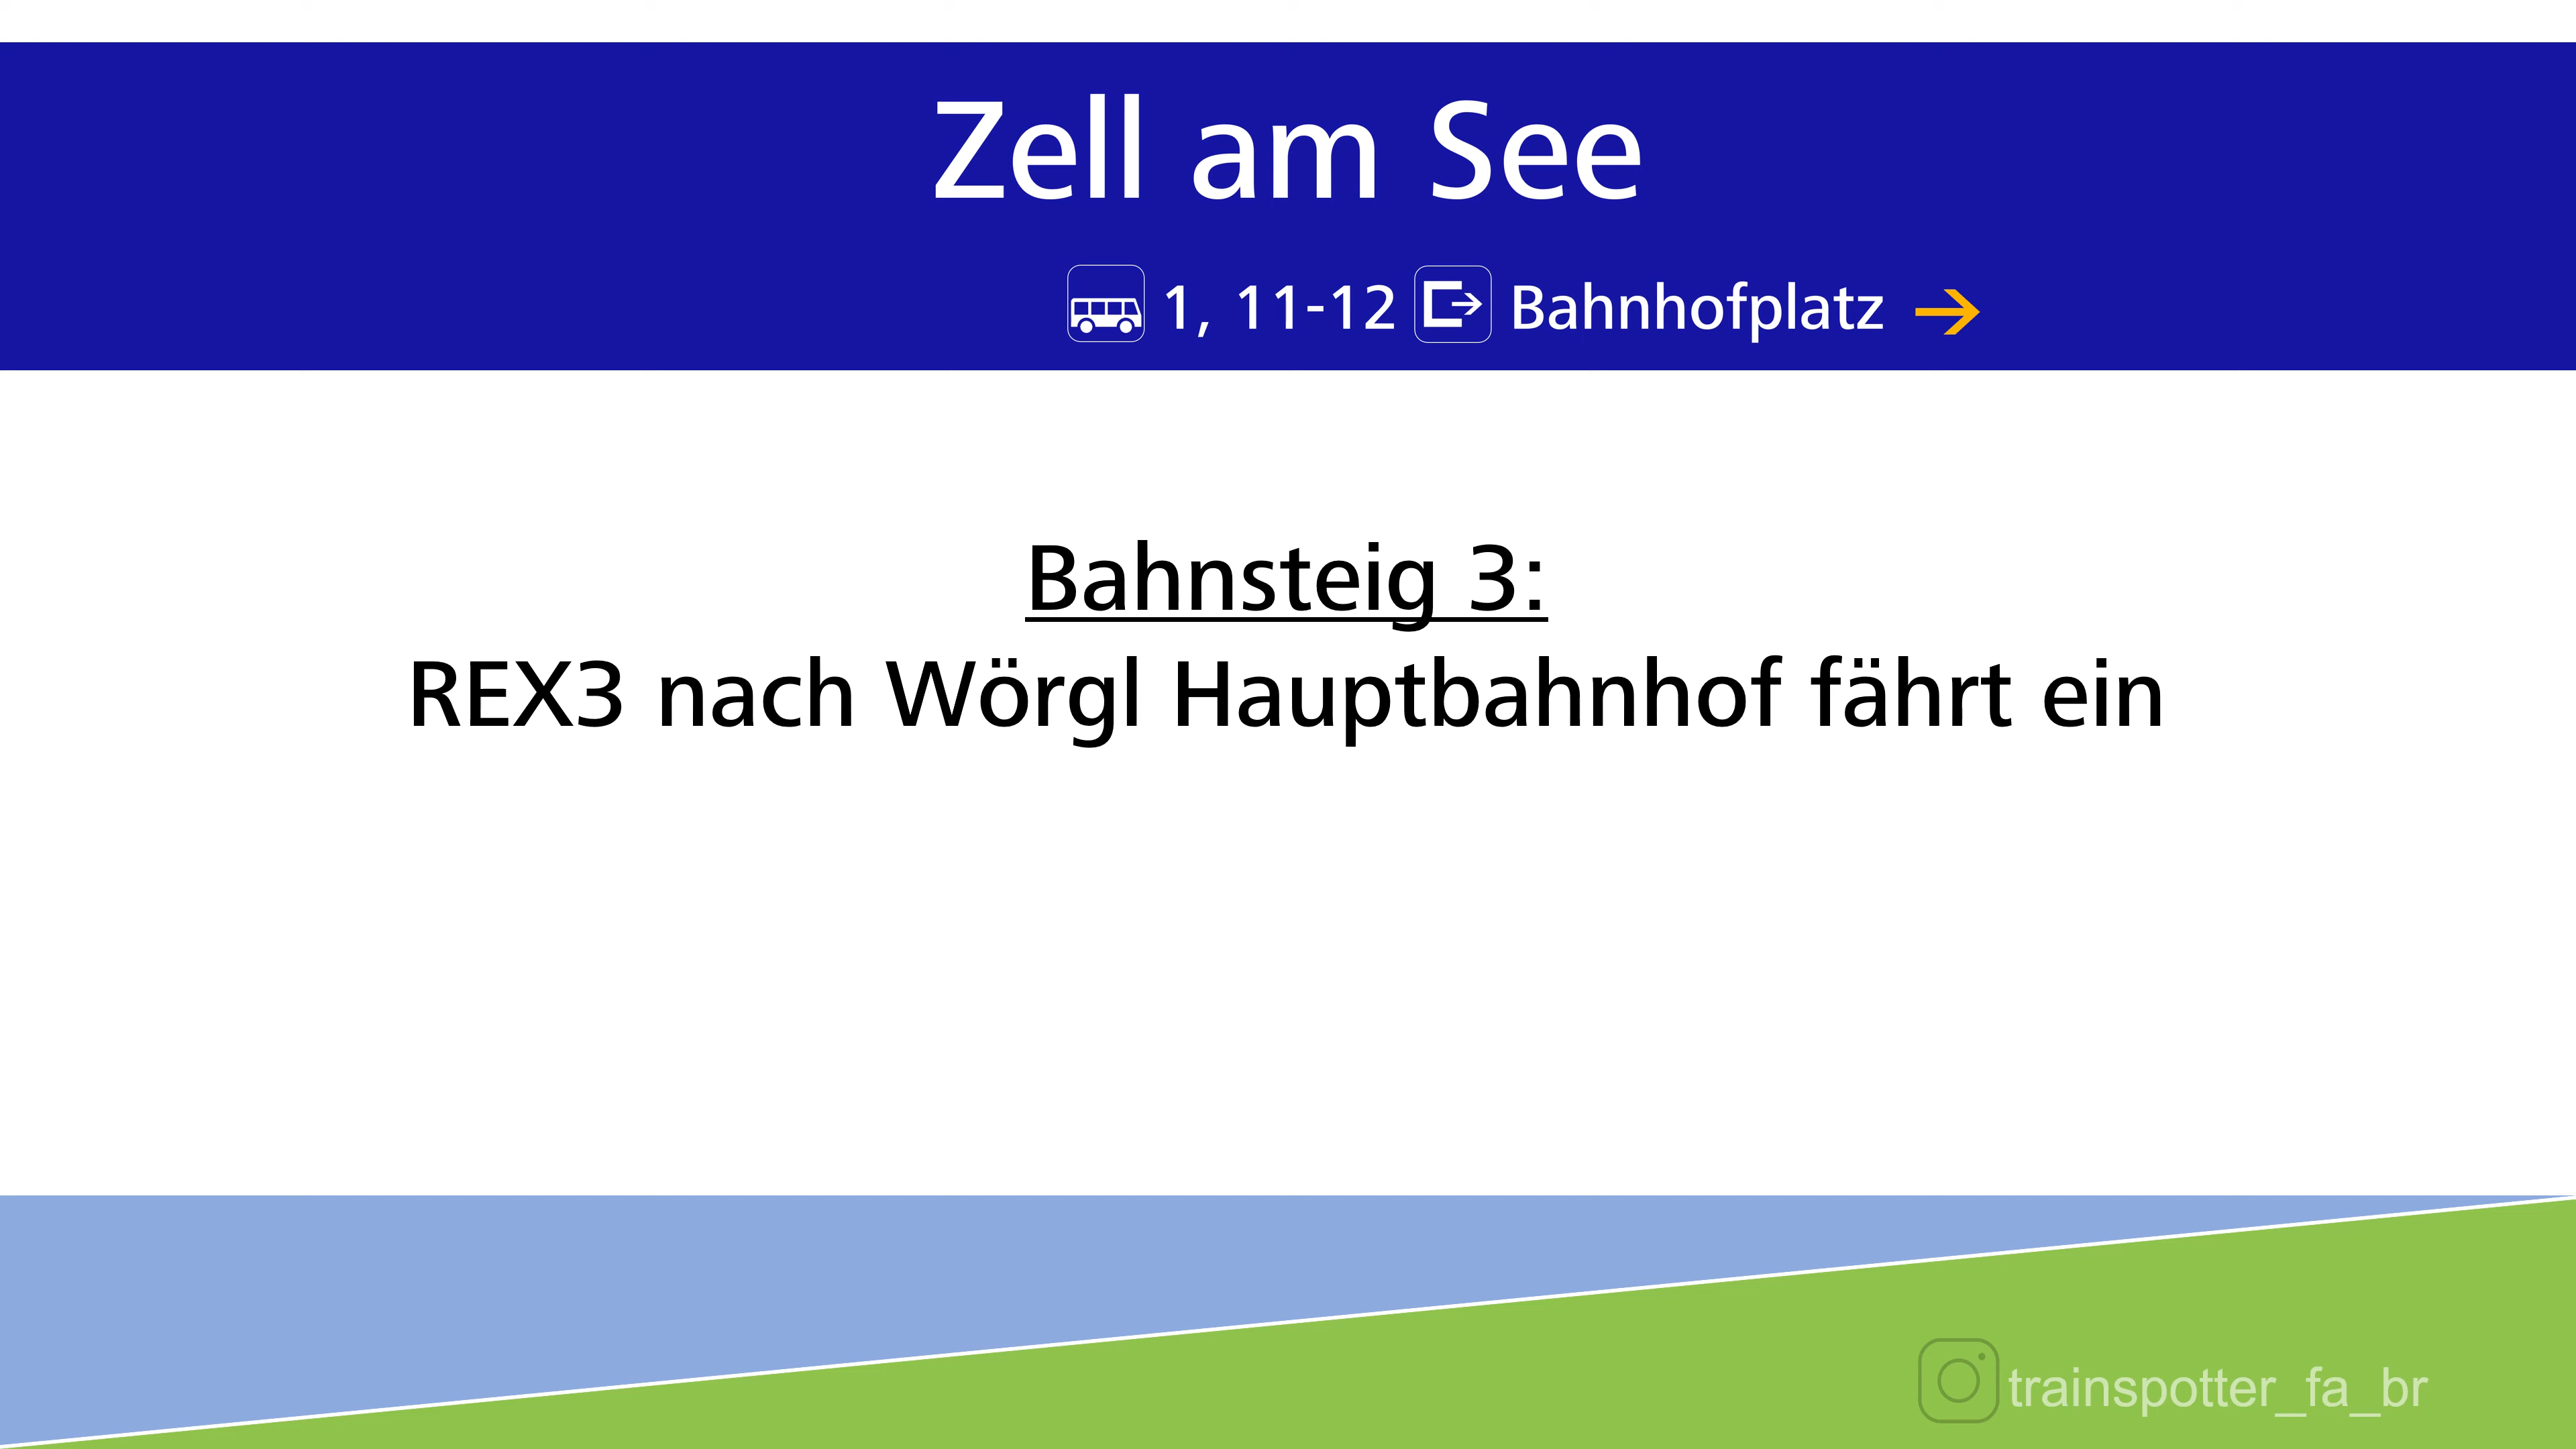 Zell am See
1, 11-12 Bahnhofplatz →
Bahnsteig 3:
REX3 nach Wörgl Hauptbahnhof fährt ein
trainspotter_fa_br